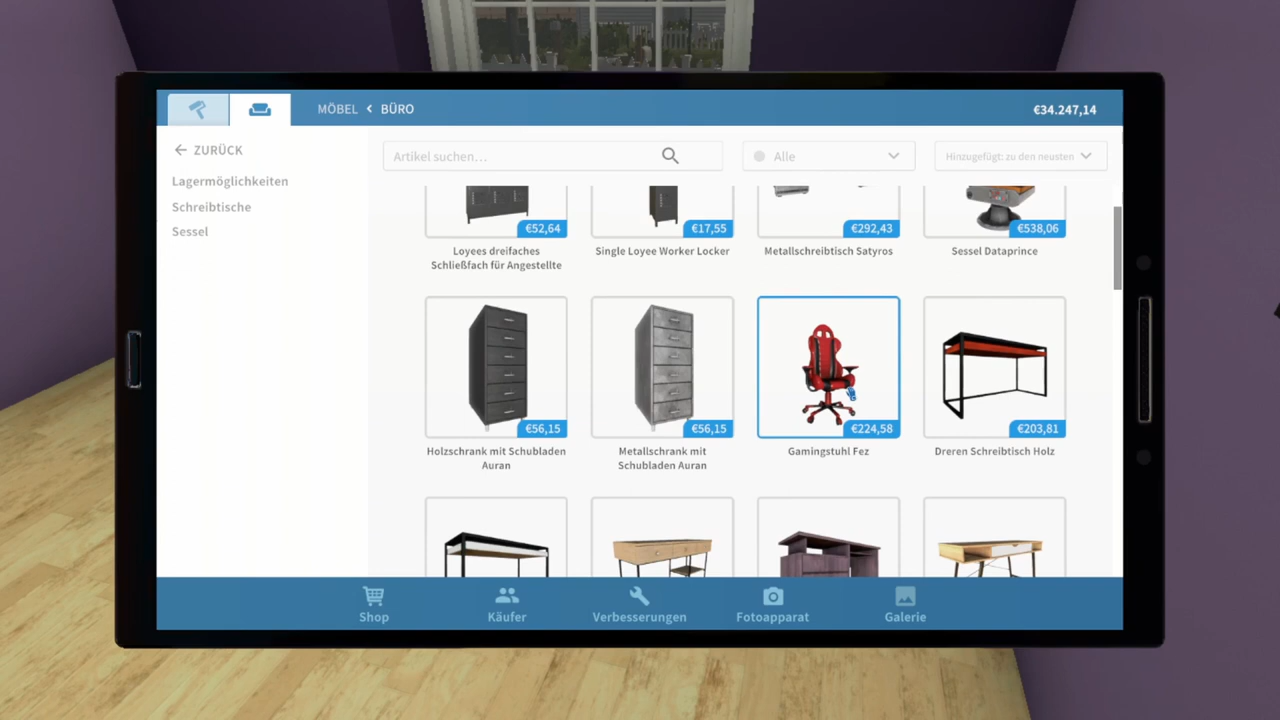 MÖBEL < BÜRO
€34.247,14
← ZURÜCK
Lagermöglichkeiten
Schreibtische
Sessel
Artikel suchen...
Alle
Hinzugefügt: zu den neusten
€52,64
€17,55
€292,43
€538,06
Loyees dreifaches
Schließfach für Angestellte
Single Loyee Worker Locker
Metallschreibtisch Satyros
Sessel Dataprince
€56,15
€56,15
€224,58
€203,81
Holzschrank mit Schubladen
Auran
Metallschrank mit
Schubladen Auran
Gamingstuhl Fez
Dreren Schreibtisch Holz
Shop
Käufer
Verbesserungen
Fotoapparat
Galerie